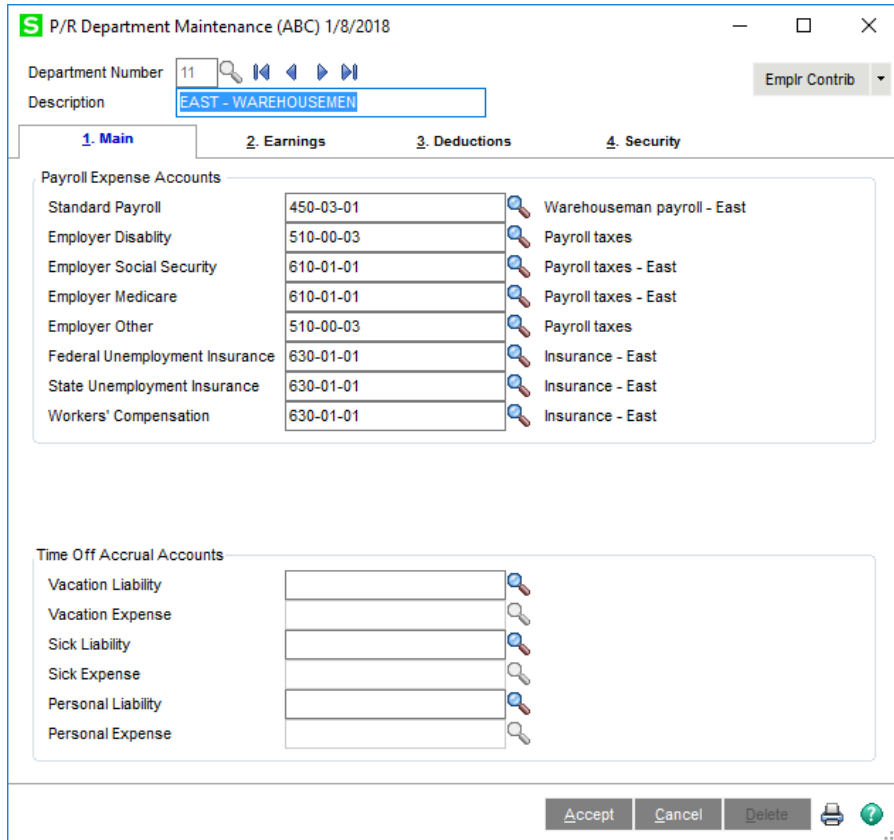 S P/R Department Maintenance (ABC) 1/8/2018
Department Number 11
Emplr Contrib
Description EAST - WAREHOUSEMEN
1. Main 2. Earnings 3. Deductions 4. Security
Payroll Expense Accounts
Standard Payroll 450-03-01 Warehouseman payroll - East
Employer Disablity 510-00-03 Payroll taxes
Employer Social Security 610-01-01 Payroll taxes - East
Employer Medicare 610-01-01 Payroll taxes - East
Employer Other 510-00-03 Payroll taxes
Federal Unemployment Insurance 630-01-01 Insurance - East
State Unemployment Insurance 630-01-01 Insurance - East
Workers' Compensation 630-01-01 Insurance - East
Time Off Accrual Accounts
Vacation Liability
Vacation Expense
Sick Liability
Sick Expense
Personal Liability
Personal Expense
Accept Cancel Delete ?